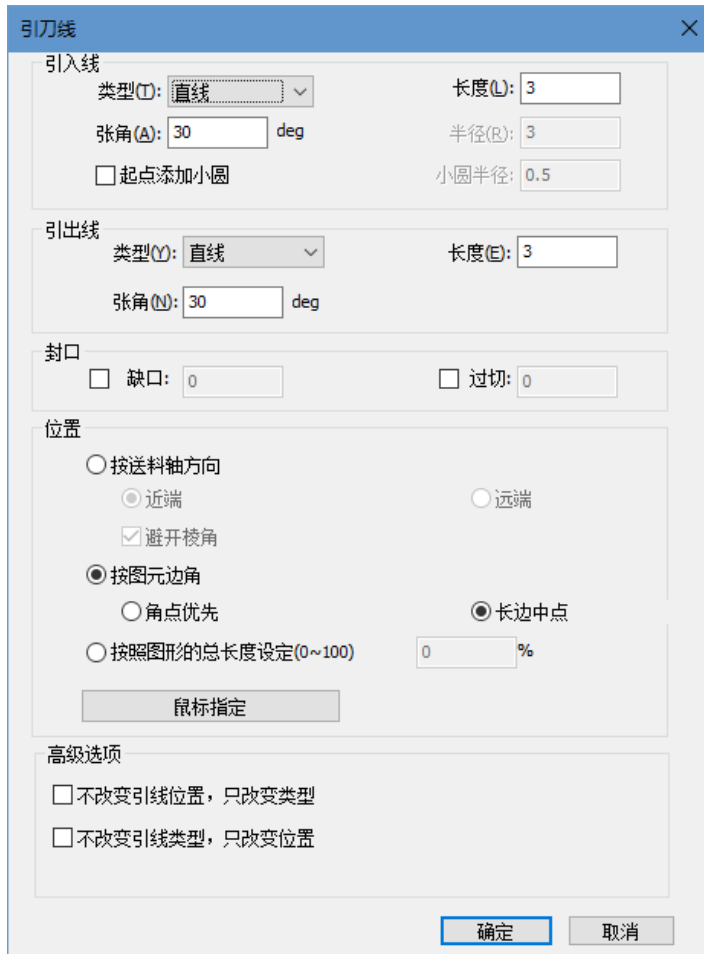 引刀线
引入线
类型(T): 直线 长度(L): 3
张角(A): 30 deg 半径(R): 3
起点添加小圆 小圆半径: 0.5
引出线
类型(Y): 直线 长度(E): 3
张角(N): 30 deg
封口
缺口: 0 过切: 0
位置
按送料轴方向
近端 远端
避开棱角
按图元边角
角点优先 长边中点
按照图形的总长度设定(0~100) 0 %
鼠标指定
高级选项
不改变引线位置，只改变类型
不改变引线类型，只改变位置
确定 取消